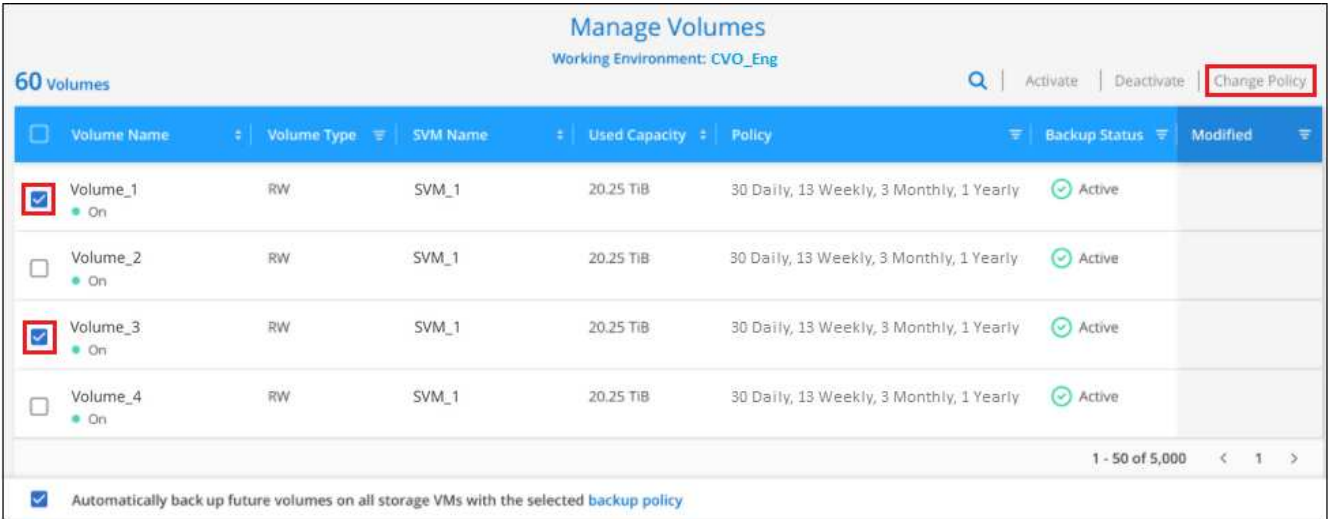 Manage Volumes
Working Environment: CVO_Eng
60 Volumes
Activate | Deactivate | Change Policy
Volume Name Volume Type SVM Name Used Capacity Policy Backup Status Modified
Volume_1 RW SVM_1 20.25 TiB 30 Daily, 13 Weekly, 3 Monthly, 1 Yearly Active
On
Volume_2 RW SVM_1 20.25 TiB 30 Daily, 13 Weekly, 3 Monthly, 1 Yearly Active
On
Volume_3 RW SVM_1 20.25 TiB 30 Daily, 13 Weekly, 3 Monthly, 1 Yearly Active
On
Volume_4 RW SVM_1 20.25 TiB 30 Daily, 13 Weekly, 3 Monthly, 1 Yearly Active
On
1 - 50 of 5,000 < 1 >
Automatically back up future volumes on all storage VMs with the selected backup policy